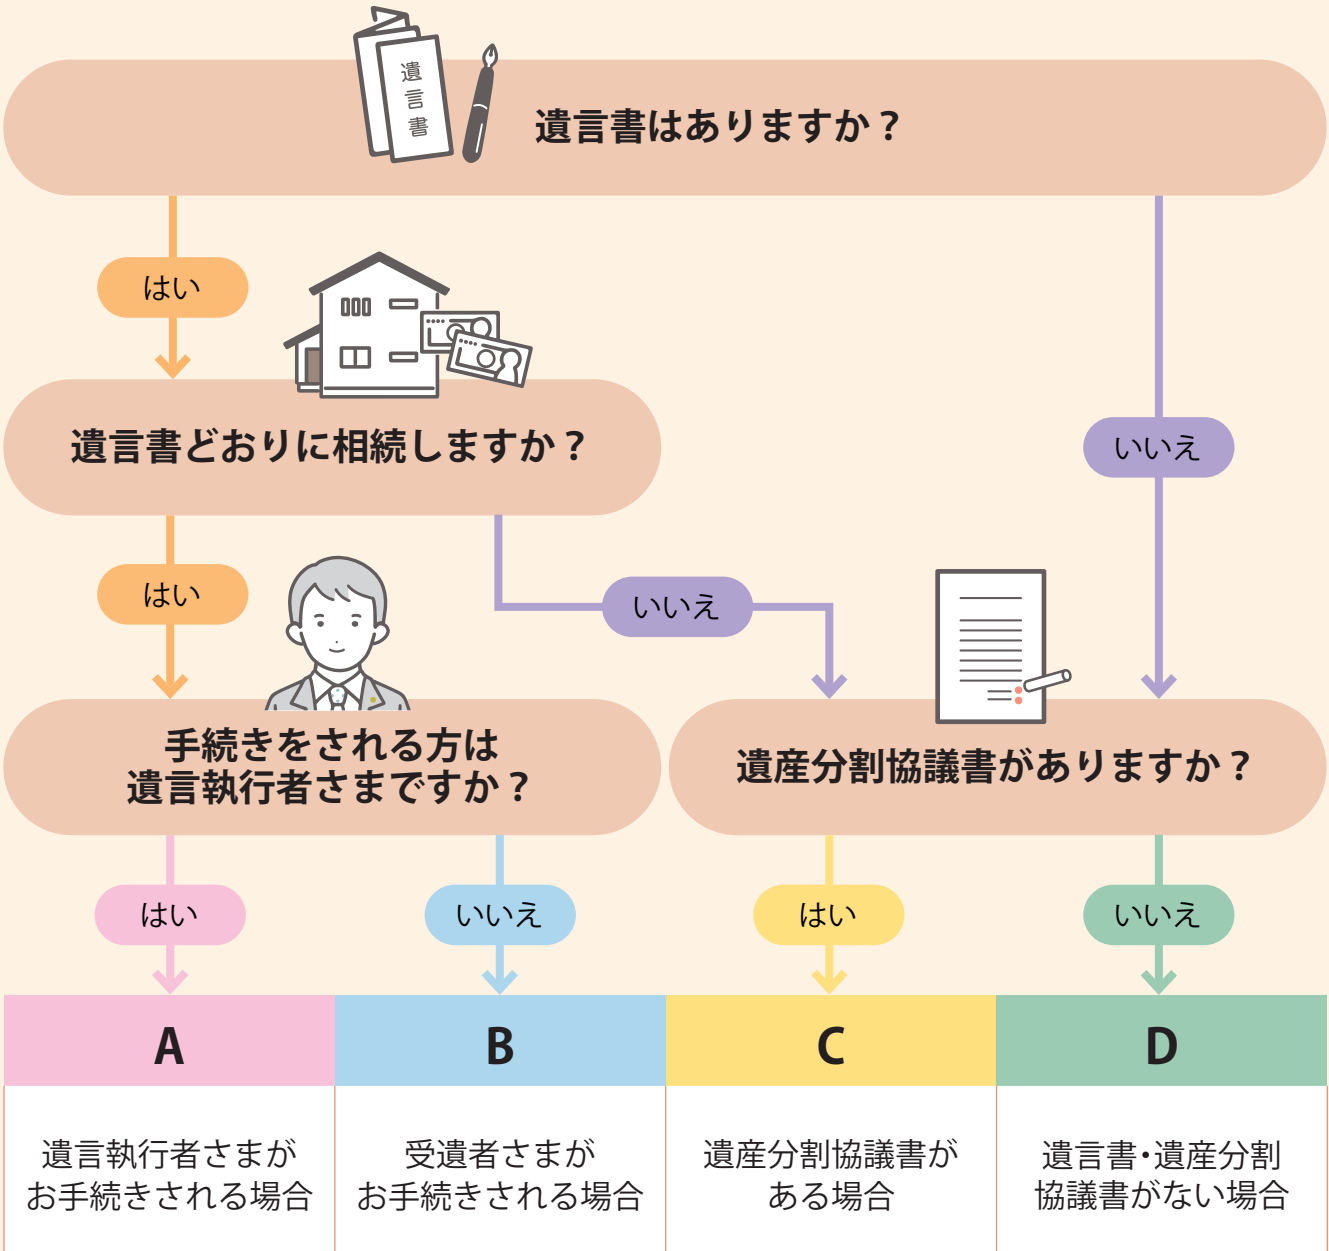 遺言書
遺言書はありますか？
はい
遺言書どおりに相続しますか？
いいえ
はい
いいえ
手続きをされる方は
遺言執行者さまですか？
遺産分割協議書がありますか？
はい
いいえ
はい
いいえ
A
B
C
D
遺言執行者さまが
お手続きされる場合
受遺者さまが
お手続きされる場合
遺産分割協議書が
ある場合
遺言書・遺産分割
協議書がない場合